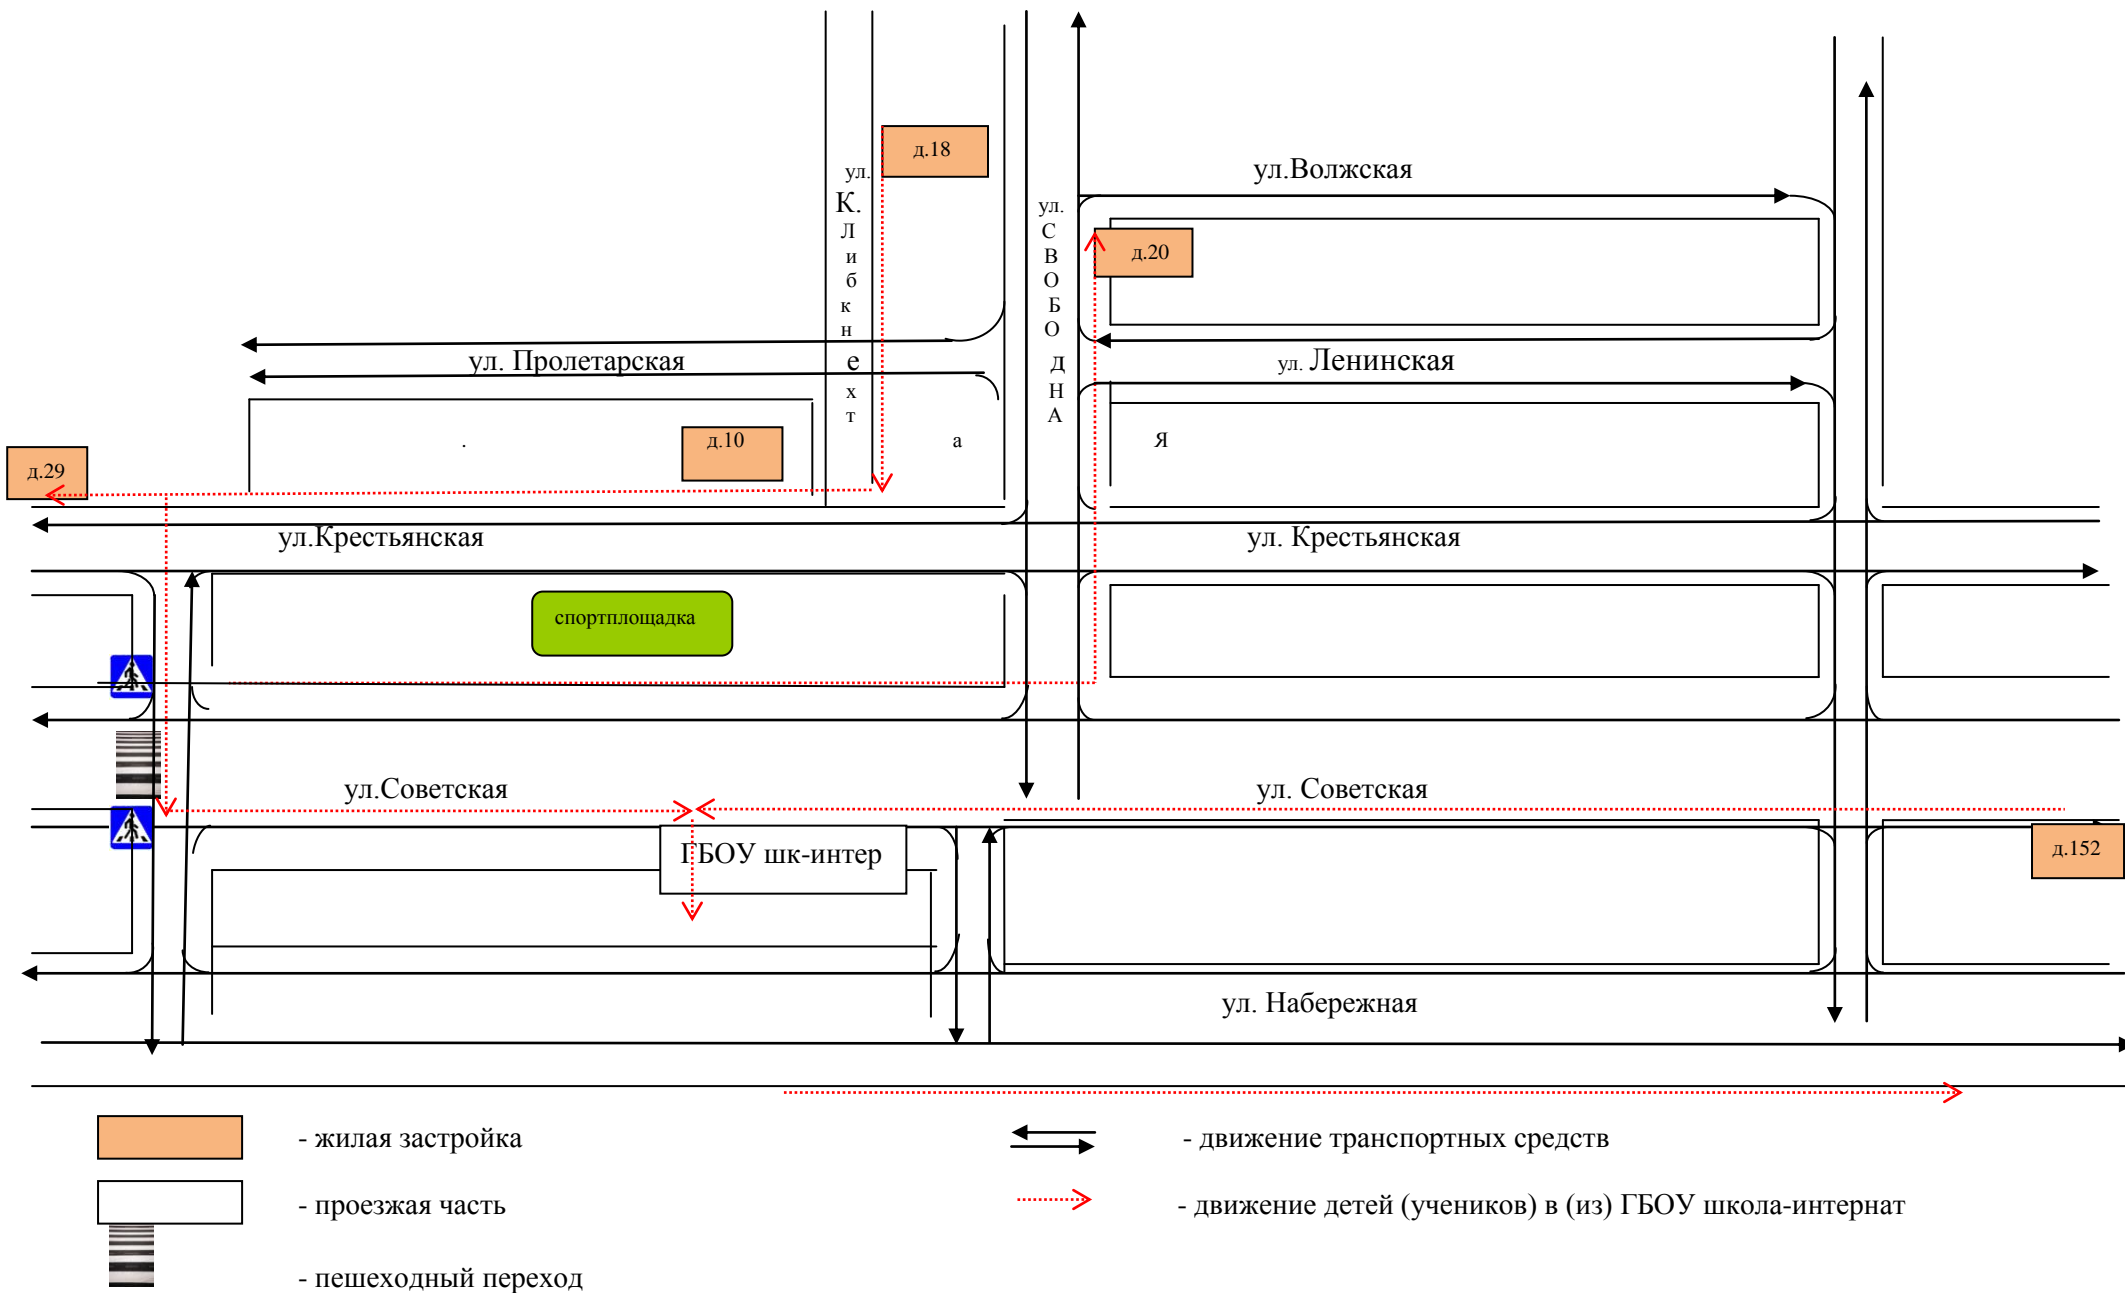 д.18
ул.
К.
Л
и
б
к
н
е
х
т
а
ул.
С
В
О
Б
О
Д
Н
А
Я
ул.Волжская
д.20
ул. Пролетарская
ул. Ленинская
.
д.10
д.29
ул.Крестьянская
ул. Крестьянская
спортплощадка
ул.Советская
ул. Советская
ГБОУ шк-интер
д.152
ул. Набережная
- жилая застройка
- движение транспортных средств
- проезжая часть
- движение детей (учеников) в (из) ГБОУ школа-интернат
- пешеходный переход